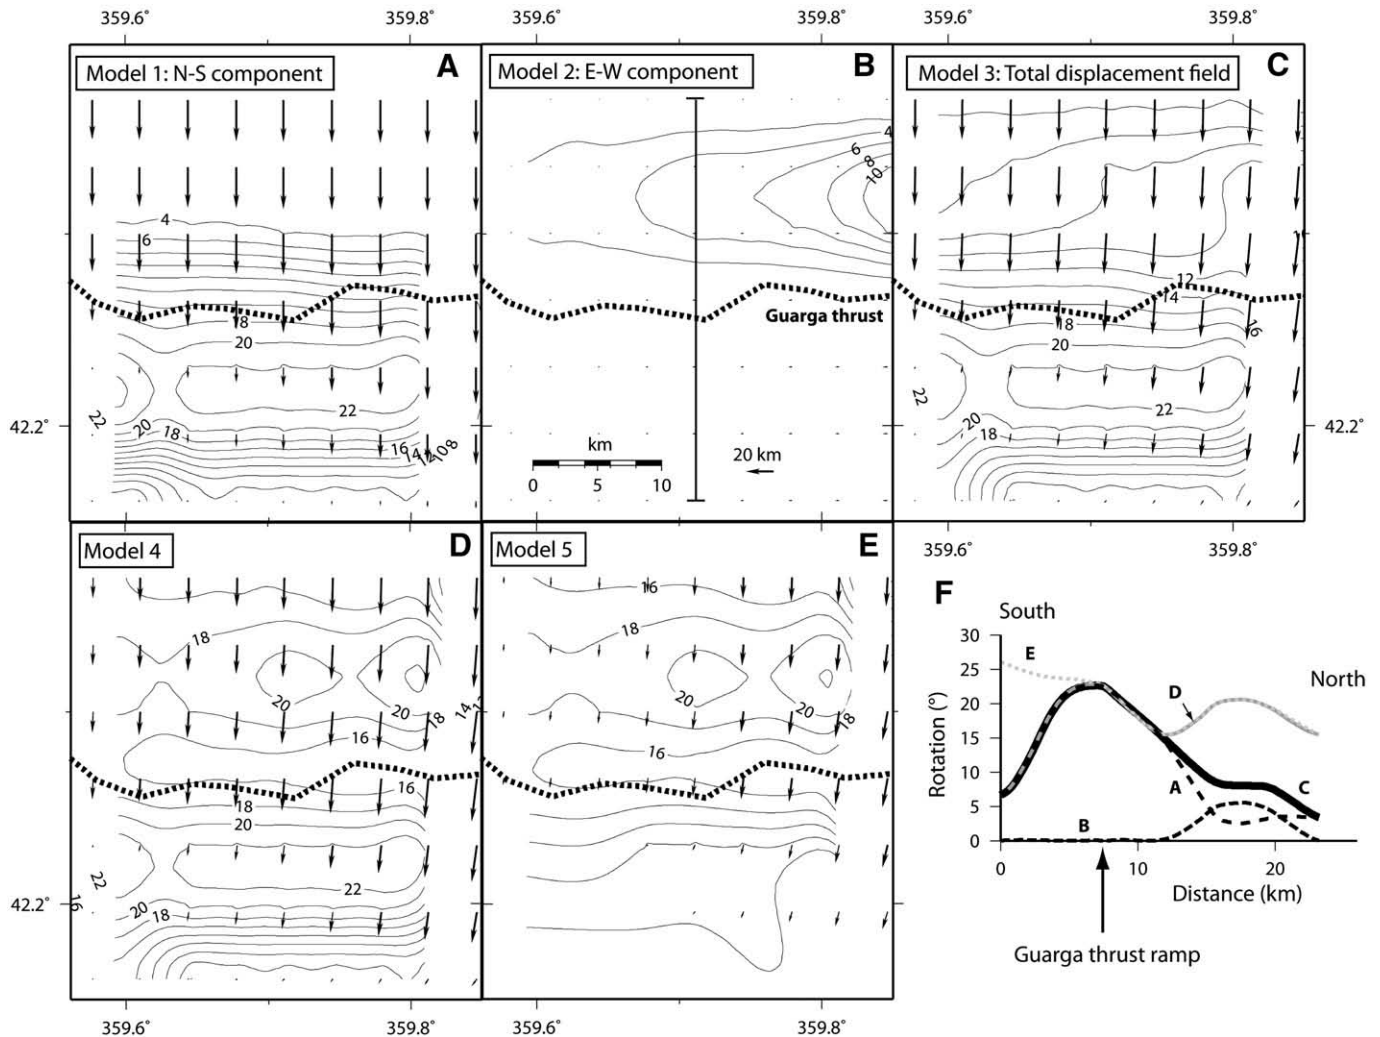 359.6° 359.8° 359.6° 359.8°
Model 1: N-S component A
4
6
18
20
22
22
20
18
16
14
12
10
8
42.2°
Model 2: E-W component B
4
6
8
10
Guarga thrust
km
0 5 10
20 km
Model 3: Total displacement field C
12
14
16
18
20
22
22
20
18
42.2°
Model 4 D
18
20
20
18
14
16
16
18
20
22
22
20
18
16
42.2°
359.6° 359.8°
Model 5 E
16
18
20
20
18
16
359.6° 359.8°
359.6° 359.8°
F
South
North
Rotation (°)
30
25
20
15
10
5
0
E
D
A
C
B
0 10 20
Distance (km)
Guarga thrust ramp